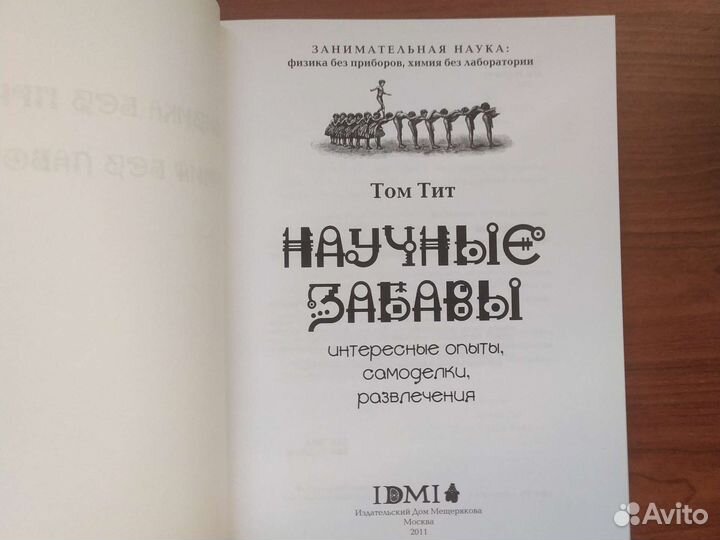 ЗАНИМАТЕЛЬНАЯ НАУКА:
физика без приборов, химия без лаборатории
Том Тит
НАУЧНЫЕ
ЗАБАВЫ
интересные опыты,
самоделки,
развлечения
IDMI
Издательский Дом Мещерякова
Москва
2011
Avito